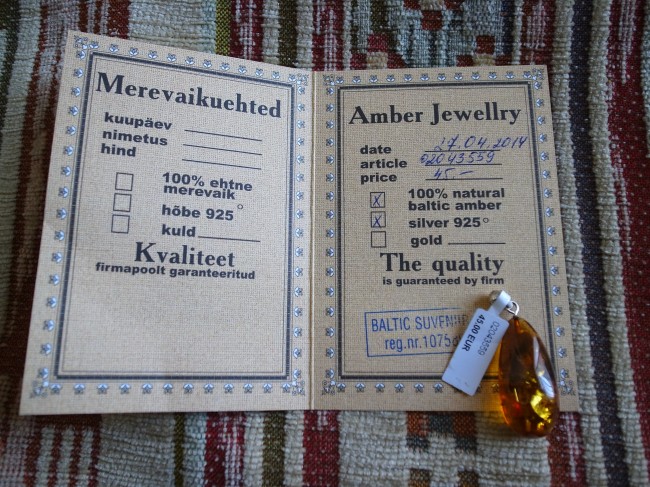 Merevaikuehted
kuupäev
nimetus
hind
100% ehtne
merevaik
hõbe 925°
kuld
Kvaliteet
firmapoolt garanteeritud
Amber Jewellry
date 27.04.2014
article 02043559
price 45.-
X 100% natural
baltic amber
X silver 925°
gold
The quality
is guaranteed by firm
BALTIC
reg.nr.1075
02043559
45.00 EUR